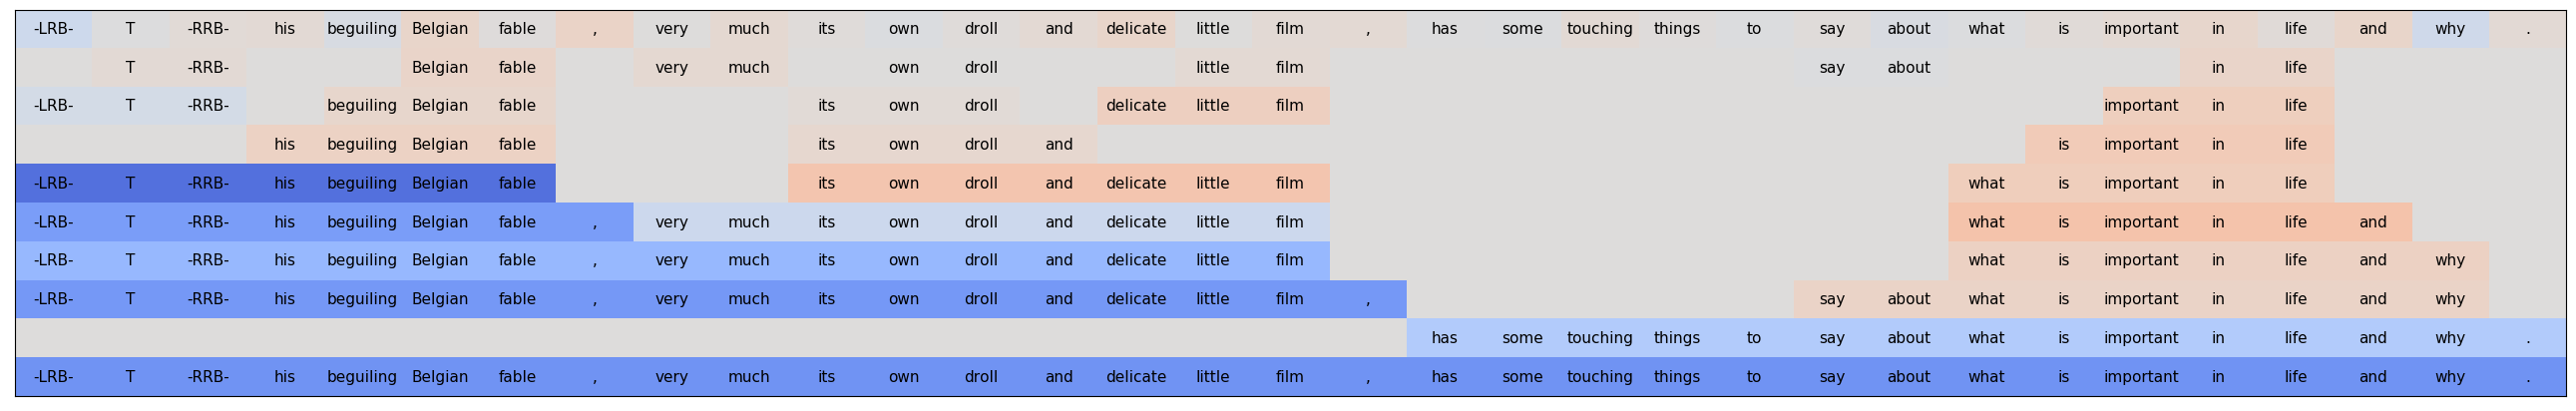 -LRB- T -RRB- his beguiling Belgian fable , very much its own droll and delicate little film , has some touching things to say about what is important in life and why .
T -RRB- Belgian fable very much own droll little film say about in life
-LRB- T -RRB- beguiling Belgian fable its own droll delicate little film important in life
his beguiling Belgian fable its own droll and is important in life
-LRB- T -RRB- his beguiling Belgian fable its own droll and delicate little film what is important in life
-LRB- T -RRB- his beguiling Belgian fable , very much its own droll and delicate little film what is important in life and
-LRB- T -RRB- his beguiling Belgian fable , very much its own droll and delicate little film what is important in life and why
-LRB- T -RRB- his beguiling Belgian fable , very much its own droll and delicate little film , say about what is important in life and why
has some touching things to say about what is important in life and why .
-LRB- T -RRB- his beguiling Belgian fable , very much its own droll and delicate little film , has some touching things to say about what is important in life and why .